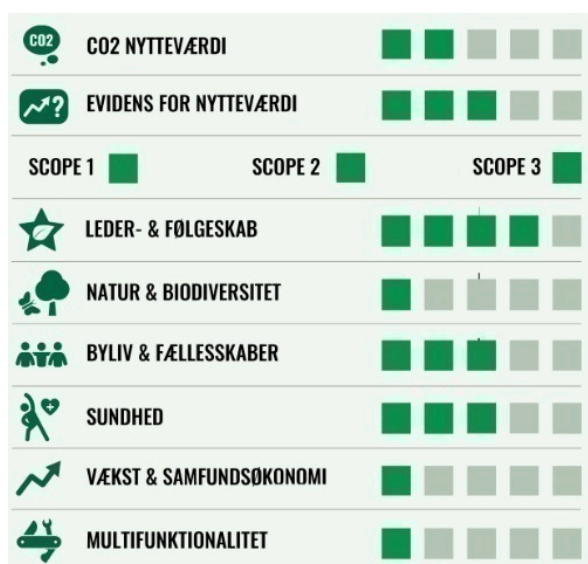 CO2 CO2 NYTTEVÆRDI
? EVIDENS FOR NYTTEVÆRDI
SCOPE 1 SCOPE 2 SCOPE 3
LEDER- & FØLGESKAB
NATUR & BIODIVERSITET
BYLIV & FÆLLESSKABER
SUNDHED
VÆKST & SAMFUNDSØKONOMI
MULTIFUNKTIONALITET